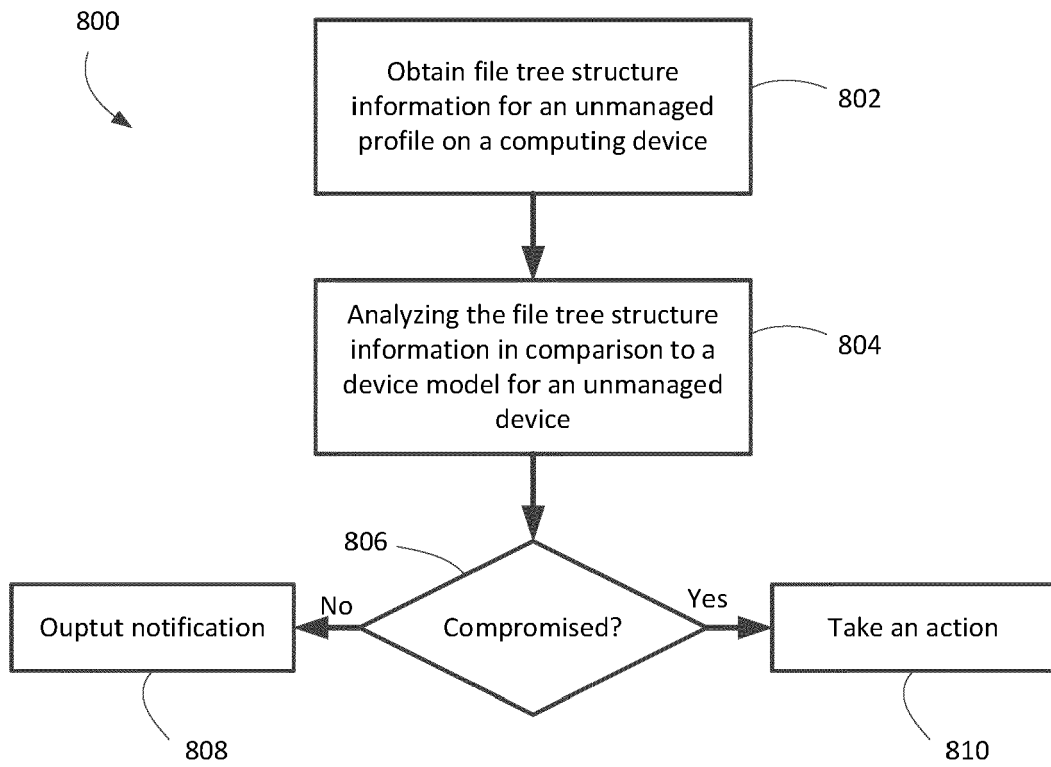 800
Obtain file tree structure
information for an unmanaged
profile on a computing device
802
Analyzing the file tree structure
information in comparison to a
device model for an unmanaged
device
804
806
No
Yes
Ouptut notification
Compromised?
Take an action
808
810